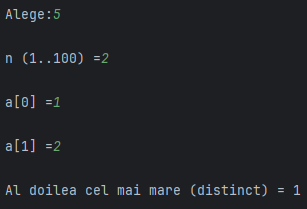 Alege:5
n (1..100) =2
a[0] =1
a[1] =2
Al doilea cel mai mare (distinct) = 1